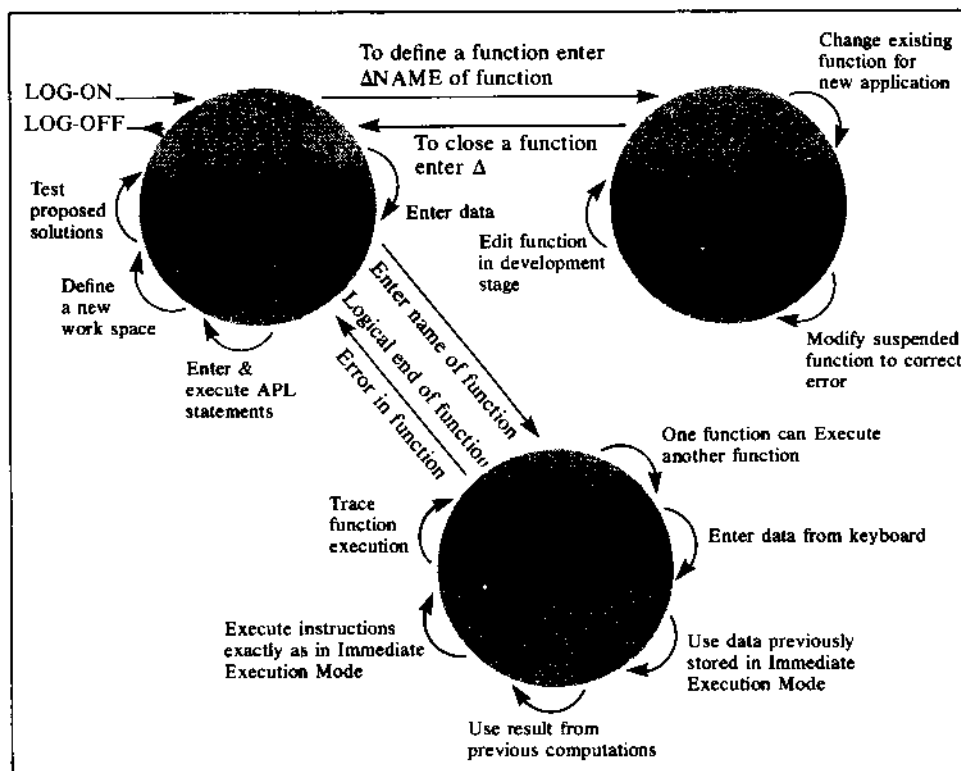 To define a function enter
ΔNAME of function
LOG-ON
LOG-OFF
To close a function
enter Δ
Change existing
function for
new application
Test
proposed
solutions
Enter data
Edit function
in development
stage
Define
a new
work space
Enter &
execute APL
statements
Modify suspended
function to correct
error
Enter name of function
Logical end of function
Error in function
One function can Execute
another function
Trace
function
execution
Enter data from keyboard
Execute instructions
exactly as in Immediate
Execution Mode
Use data previously
stored in Immediate
Execution Mode
Use result from
previous computations